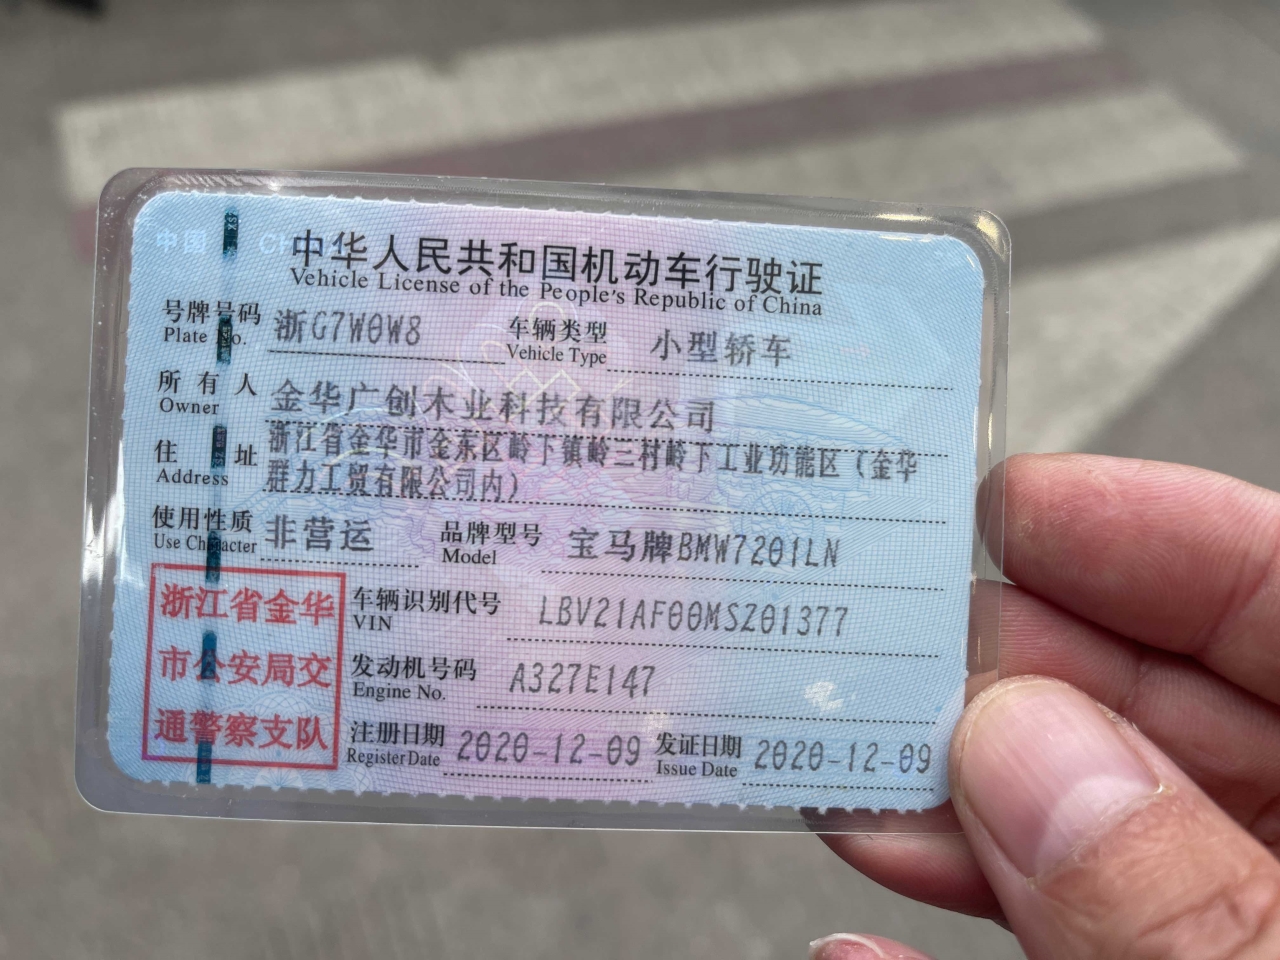 中华人民共和国机动车行驶证
Vehicle License of the People's Republic of China
号牌号码 浙G7W0W8 车辆类型 小型轿车
Plate No. Vehicle Type
所有人 金华广创木业科技有限公司
Owner
住址 浙江省金华市金东区岭下镇岭三村岭下工业功能区（金华
Address 群力工贸有限公司内）
使用性质 非营运 品牌型号 宝马牌BMW7201LN
Use Character Model
浙江省金华
市公安局交
通警察支队
车辆识别代号 LBV21AF00MSZ01377
VIN
发动机号码 A327E147
Engine No.
注册日期 2020-12-09 发证日期 2020-12-09
Register Date Issue Date